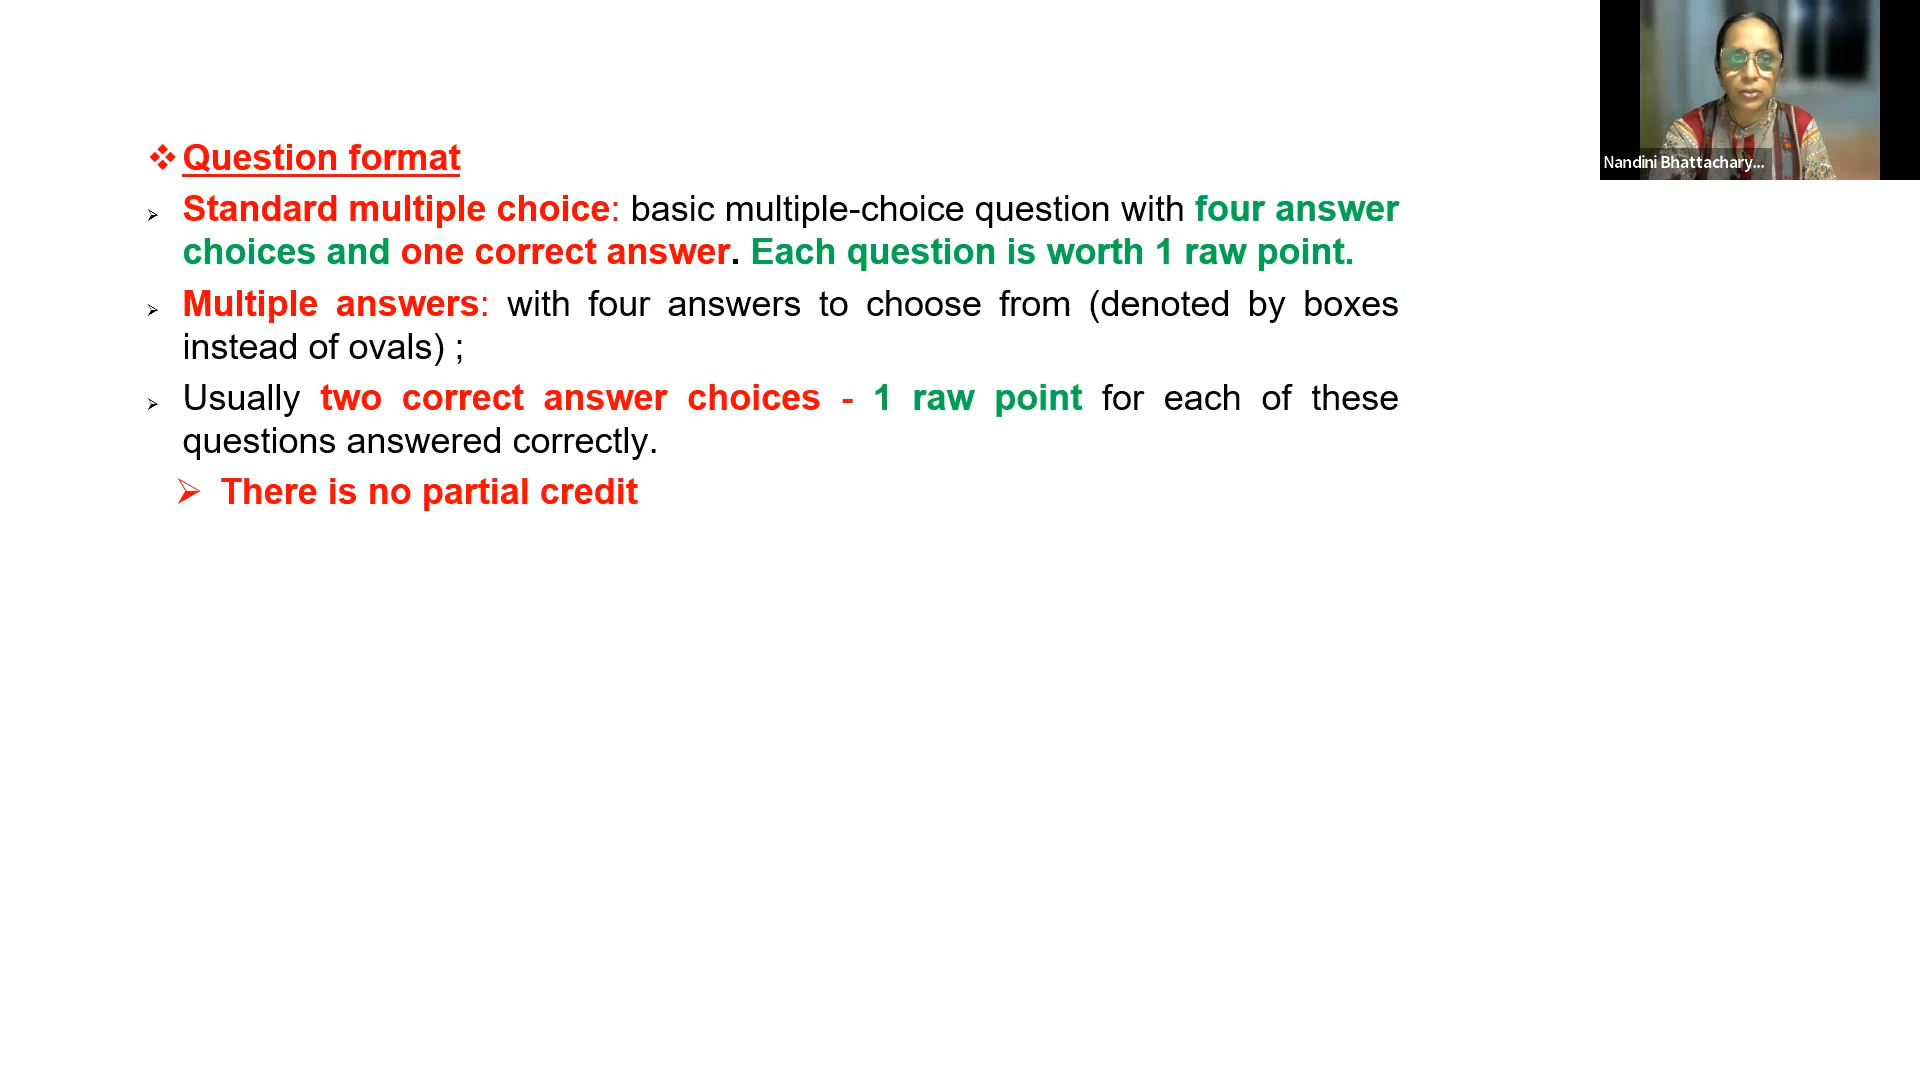 Question format
Standard multiple choice: basic multiple-choice question with four answer
choices and one correct answer. Each question is worth 1 raw point.
Multiple answers: with four answers to choose from (denoted by boxes
instead of ovals) ;
Usually two correct answer choices - 1 raw point for each of these
questions answered correctly.
There is no partial credit
Nandini Bhattachary...